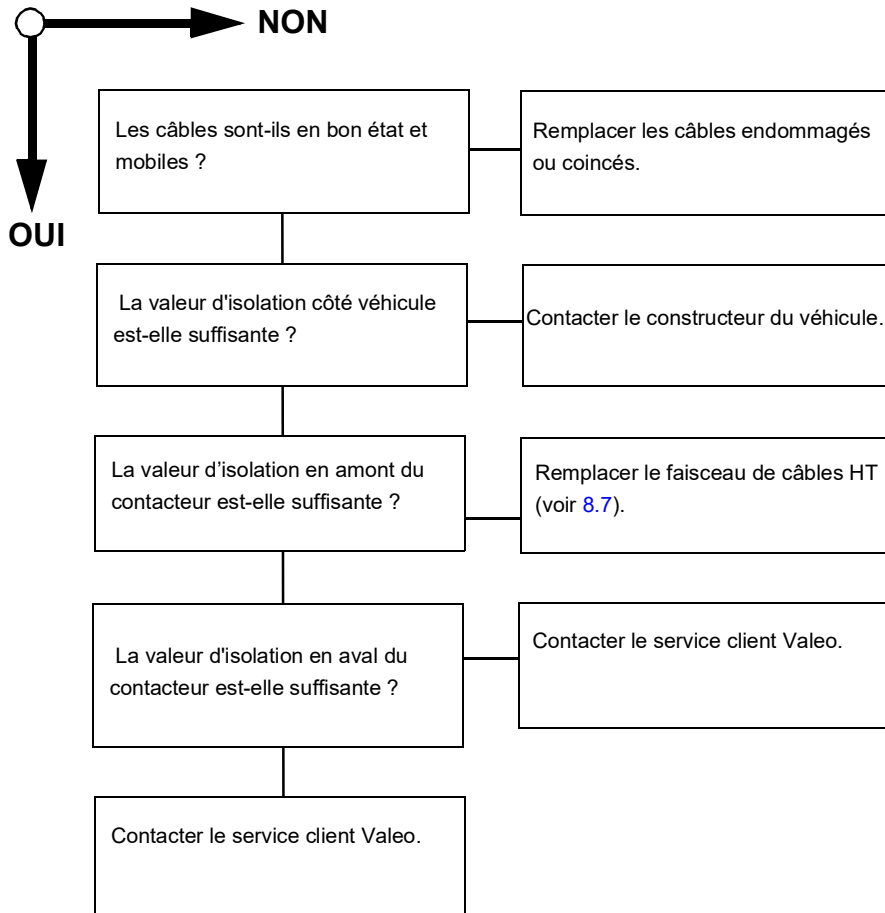 NON
OUI
Les câbles sont-ils en bon état et
mobiles ?
Remplacer les câbles endommagés
ou coincés.
La valeur d'isolation côté véhicule
est-elle suffisante ?
Contacter le constructeur du véhicule.
La valeur d’isolation en amont du
contacteur est-elle suffisante ?
Remplacer le faisceau de câbles HT
(voir 8.7).
La valeur d'isolation en aval du
contacteur est-elle suffisante ?
Contacter le service client Valeo.
Contacter le service client Valeo.